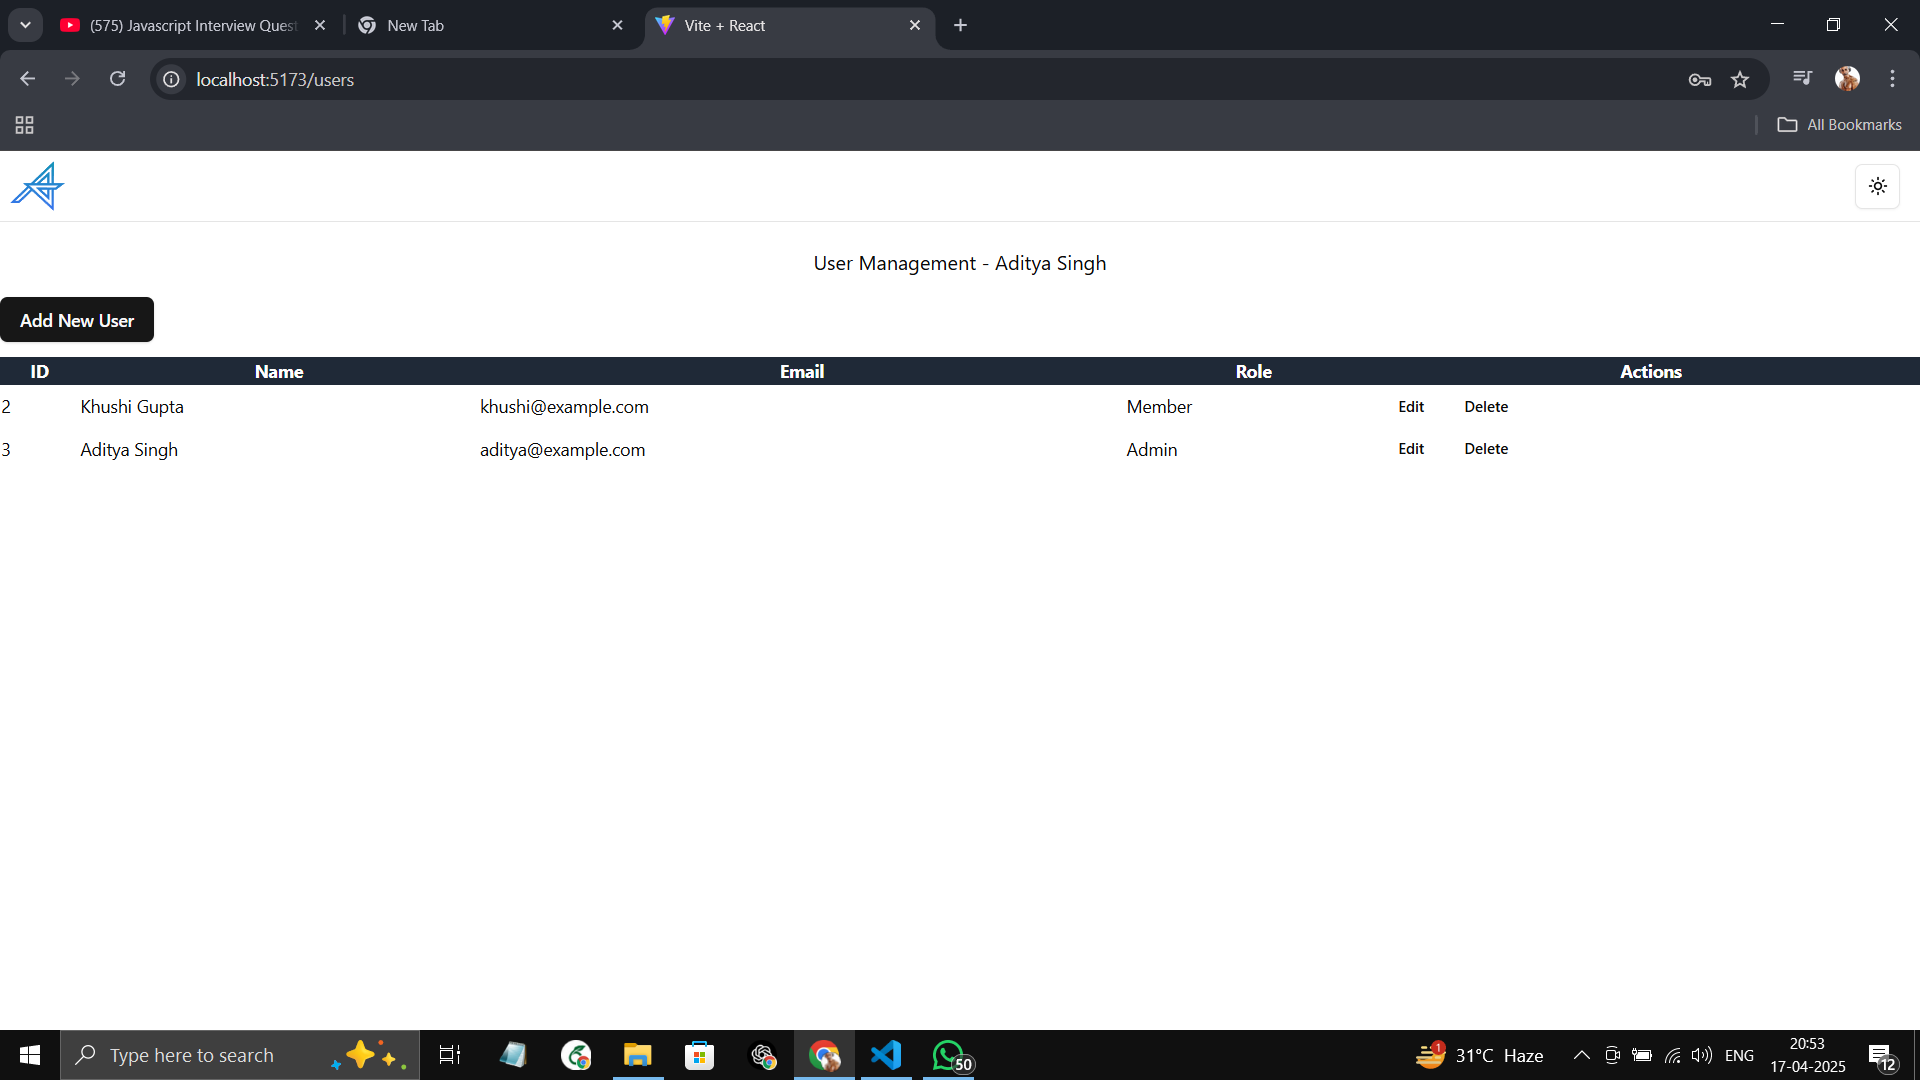 (575) Javascript Interview Quest
New Tab
Vite + React
localhost:5173/users
All Bookmarks
User Management - Aditya Singh
Add New User
ID Name Email Role Actions
2 Khushi Gupta khushi@example.com Member Edit Delete
3 Aditya Singh aditya@example.com Admin Edit Delete
Type here to search
50
1
31°C Haze
ENG
20:53
17-04-2025
12